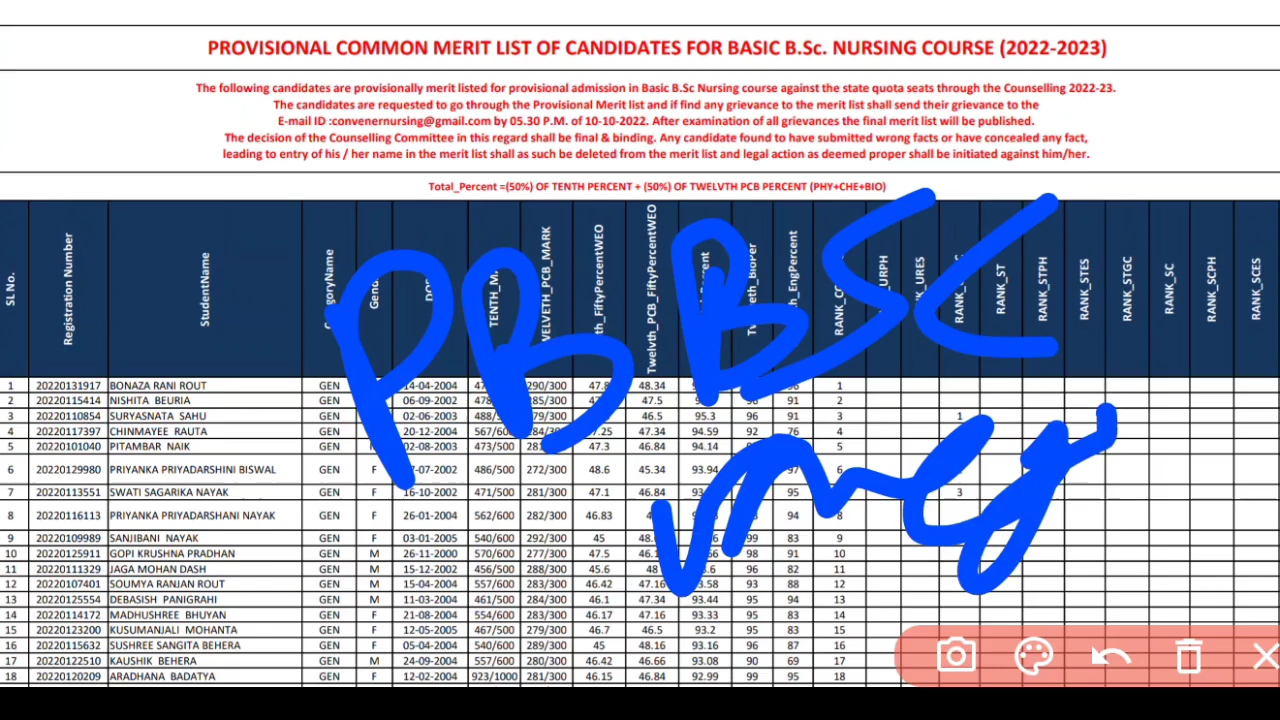 PROVISIONAL COMMON MERIT LIST OF CANDIDATES FOR BASIC B.Sc. NURSING COURSE (2022-2023)
The following candidates are provisionally merit listed for provisional admission in Basic B.Sc Nursing course against the state quota seats through the Counselling 2022-23.
The candidates are requested to go through the Provisional Merit list and if find any grievance to the merit list shall send their grievance to the
E-mail ID :convenernursing@gmail.com by 05.30 P.M. of 10-10-2022. After examination of all grievances the final merit list will be published.
The decision of the Counselling Committee in this regard shall be final & binding. Any candidate found to have submitted wrong facts or have concealed any fact,
leading to entry of his / her name in the merit list shall as such be deleted from the merit list and legal action as deemed proper shall be initiated against him/her.
Total_Percent =(50%) OF TENTH PERCENT + (50%) OF TWELVTH PCB PERCENT (PHY+CHE+BIO)
SL No. Registration Number StudentName Twelvth_PCB_FiftyPercentWEO RANK_ST RANK_STPH RANK_STES RANK_STGC RANK_SC RANK_SCPH RANK_SCES
PB BSC
1 20220131917 BONAZA RANI ROUT GEN 14-04-2004 290/300 48.34 1
2 20220115414 NISHITA BEURIA GEN 06-09-2002 47.5 91 2
3 20220110854 SURYASNATA SAHU GEN 02-06-2003 46.5 95.3 96 91 3 1
4 20220117397 CHINMAYEE RAUTA GEN 20-12-2004 567/600 47.34 94.59 92 76 4
5 20220101040 PITAMBAR NAIK GEN 02-08-2003 473/500 47.3 46.84 94.14 91 5
6 20220129980 PRIYANKA PRIYADARSHINI BISWAL GEN F 486/500 272/300 48.6 45.34 93.94 97 6
7 20220113551 SWATI SAGARIKA NAYAK GEN F 16-10-2002 471/500 281/300 47.1 46.84 95 3
8 20220116113 PRIYANKA PRIYADARSHANI NAYAK GEN F 26-01-2004 562/600 282/300 46.83 94 8
9 20220109989 SANJIBANI NAYAK GEN F 03-01-2005 540/600 292/300 45 99 83 9
10 20220125911 GOPI KRUSHNA PRADHAN GEN M 26-11-2000 570/600 277/300 47.5 98 91 10
11 20220111329 JAGA MOHAN DASH GEN M 15-12-2002 456/500 288/300 45.6 96 82 11
12 20220107401 SOUMYA RANJAN ROUT GEN M 15-04-2004 557/600 283/300 46.42 47.16 93.58 93 88 12
13 20220125554 DEBASISH PANIGRAHI GEN M 11-03-2004 461/500 284/300 46.1 47.34 93.44 95 94 13
14 20220114172 MADHUSHREE BHUYAN GEN F 21-08-2004 554/600 283/300 46.17 47.16 93.33 95 83 14
15 20220123200 KUSUMANJALI MOHANTA GEN F 12-05-2005 467/500 279/300 46.7 46.5 93.2 95 83 15
16 20220115632 SUSHREE SANGITA BEHERA GEN F 05-04-2004 540/600 289/300 45 48.16 93.16 96 87 16
17 20220122510 KAUSHIK BEHERA GEN M 24-09-2004 557/600 280/300 46.42 46.66 93.08 90 69 17
18 20220120209 ARADHANA BADATYA GEN F 12-02-2004 923/1000 281/300 46.15 46.84 92.99 99 95 18